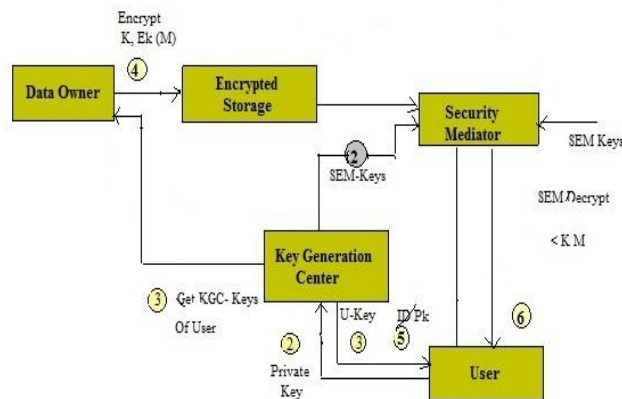 Encrypt
K, Ek (M)
4
Data Owner
Encrypted
Storage
Security
Mediator
2
SEM-Keys
SEM Keys
SEM Decrypt
< K M
Key Generation
Center
3
Get KGC- Keys
Of User
U-Key
ID Pk
2
3
5
6
Private
Key
User